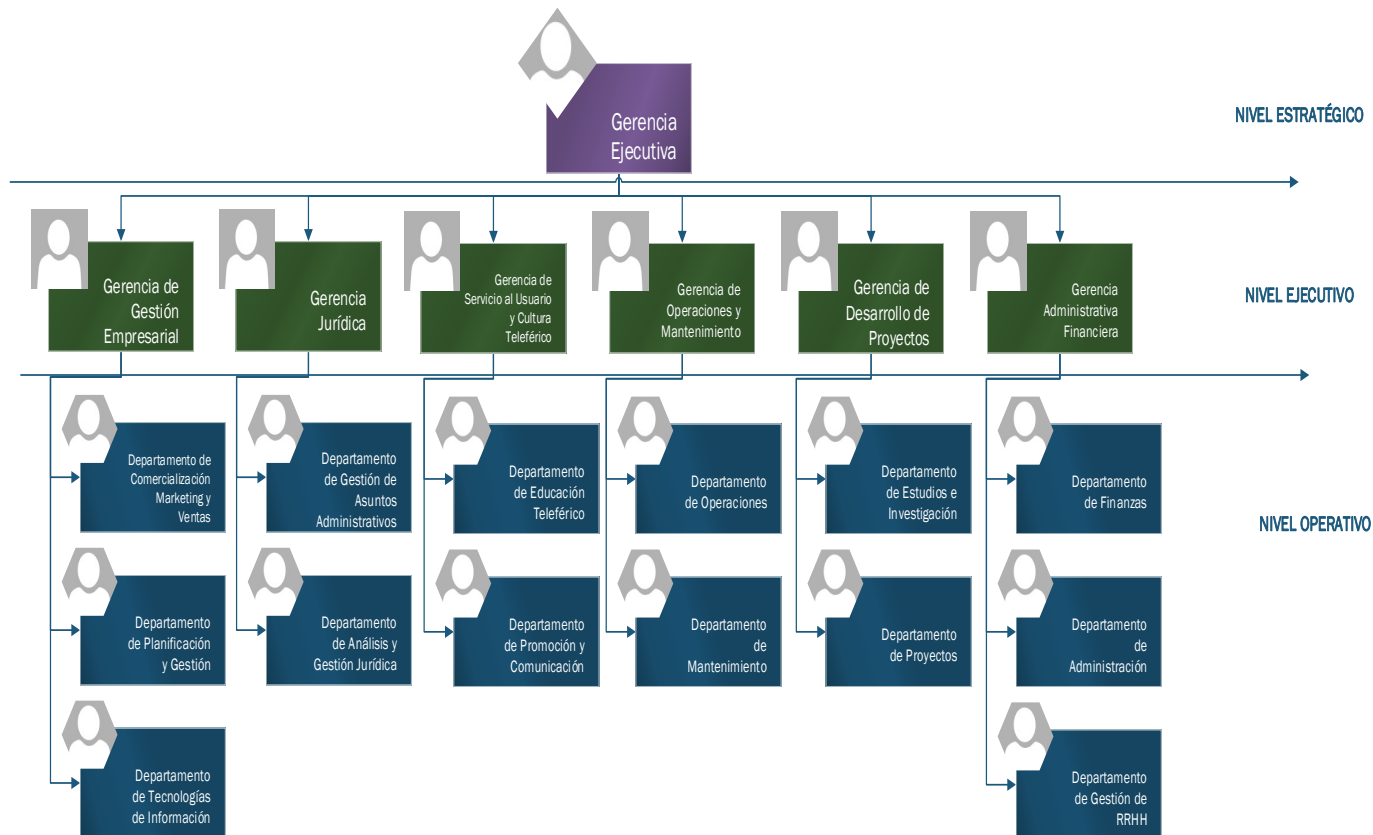 Gerencia
Ejecutiva
NIVEL ESTRATÉGICO
Gerencia de
Gestión
Empresarial
Gerencia
Jurídica
Gerencia de
Servicio al Usuario
y Cultura
Teleférico
Gerencia de
Operaciones y
Mantenimiento
Gerencia de
Desarrollo de
Proyectos
Gerencia
Administrativa
Financiera
NIVEL EJECUTIVO
Departamento de
Comercialización
Marketing y
Ventas
Departamento
de Gestión de
Asuntos
Administrativos
Departamento
de Educación
Teleférico
Departamento
de Operaciones
Departamento
de Estudios e
Investigación
Departamento
de Finanzas
NIVEL OPERATIVO
Departamento
de Planificación
y Gestión
Departamento
de Análisis y
Gestión Jurídica
Departamento
de Promoción y
Comunicación
Departamento
de
Mantenimiento
Departamento
de Proyectos
Departamento
de
Administración
Departamento
de Tecnologías
de Información
Departamento
de Gestión de
RRHH